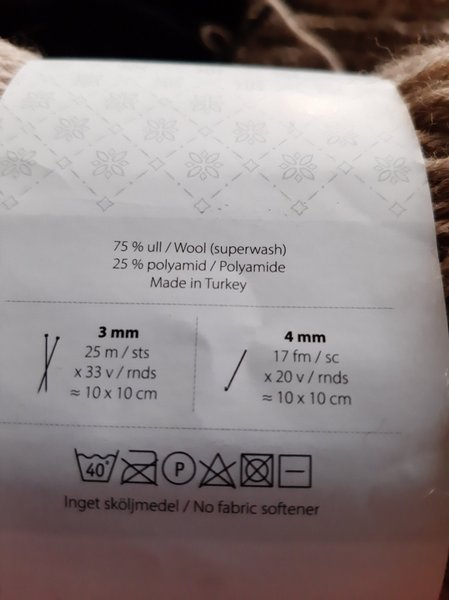 75 % ull / Wool (superwash)
25 % polyamid / Polyamide
Made in Turkey
3 mm
25 m / sts
x 33 v / rnds
≈ 10 x 10 cm
4 mm
17 fm / sc
x 20 v / rnds
≈ 10 x 10 cm
40° P
Inget sköljmedel / No fabric softener